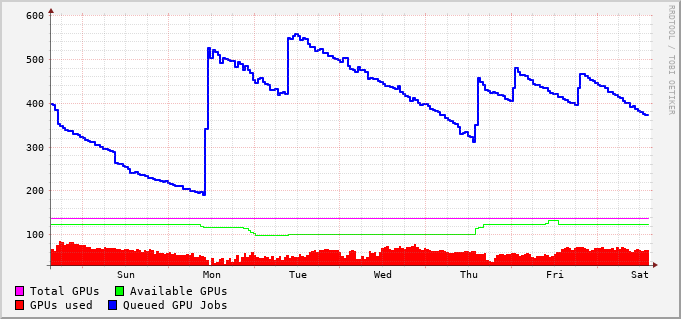 600
500
400
300
200
100
Sun Mon Tue Wed Thu Fri Sat
Total GPUs Available GPUs
GPUs used Queued GPU Jobs
RRDTOOL / TOBI OETIKER